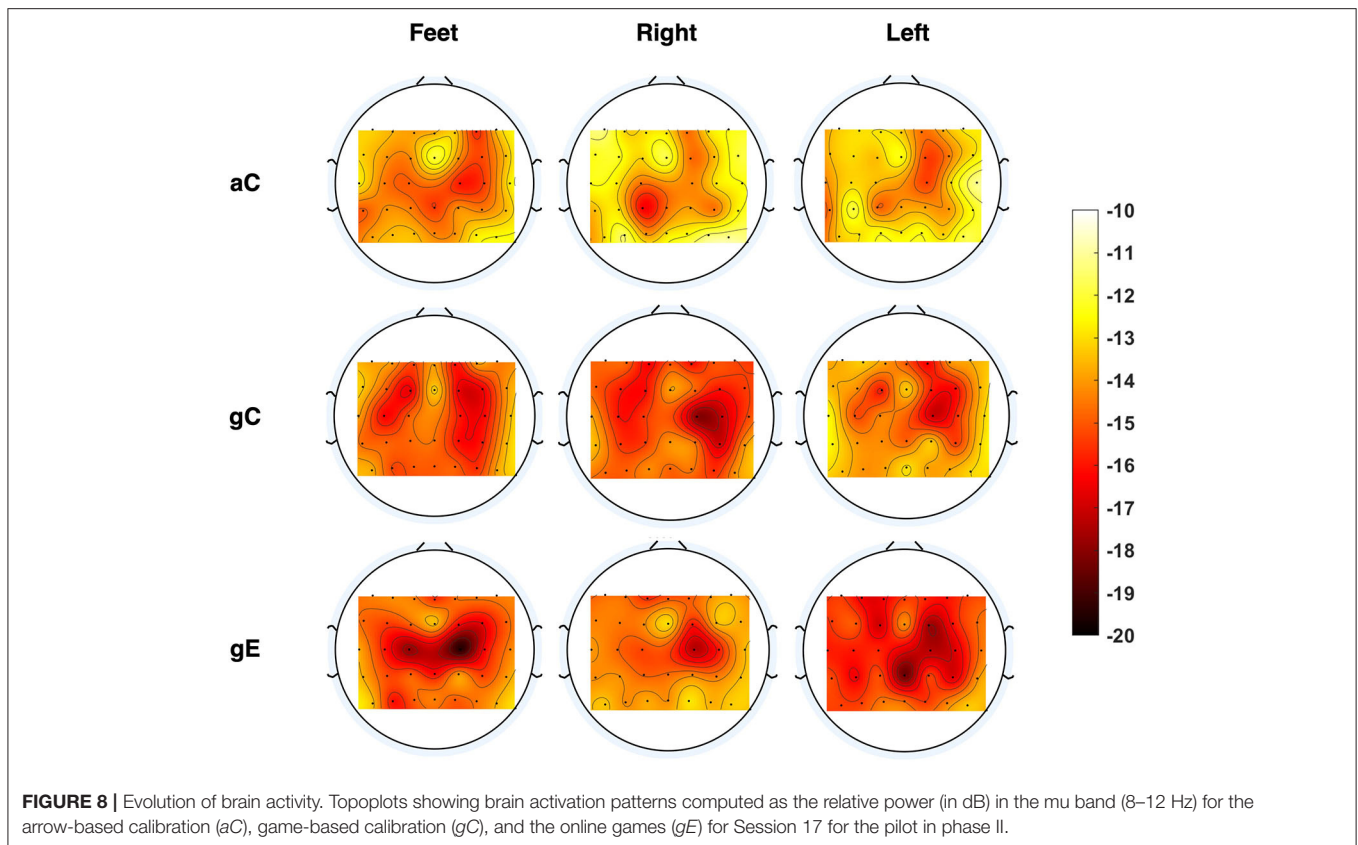 Feet Right Left
aC
gC
gE
-10
-11
-12
-13
-14
-15
-16
-17
-18
-19
-20
FIGURE 8 | Evolution of brain activity. Topoplots showing brain activation patterns computed as the relative power (in dB) in the mu band (8–12 Hz) for the
arrow-based calibration (aC), game-based calibration (gC), and the online games (gE) for Session 17 for the pilot in phase II.